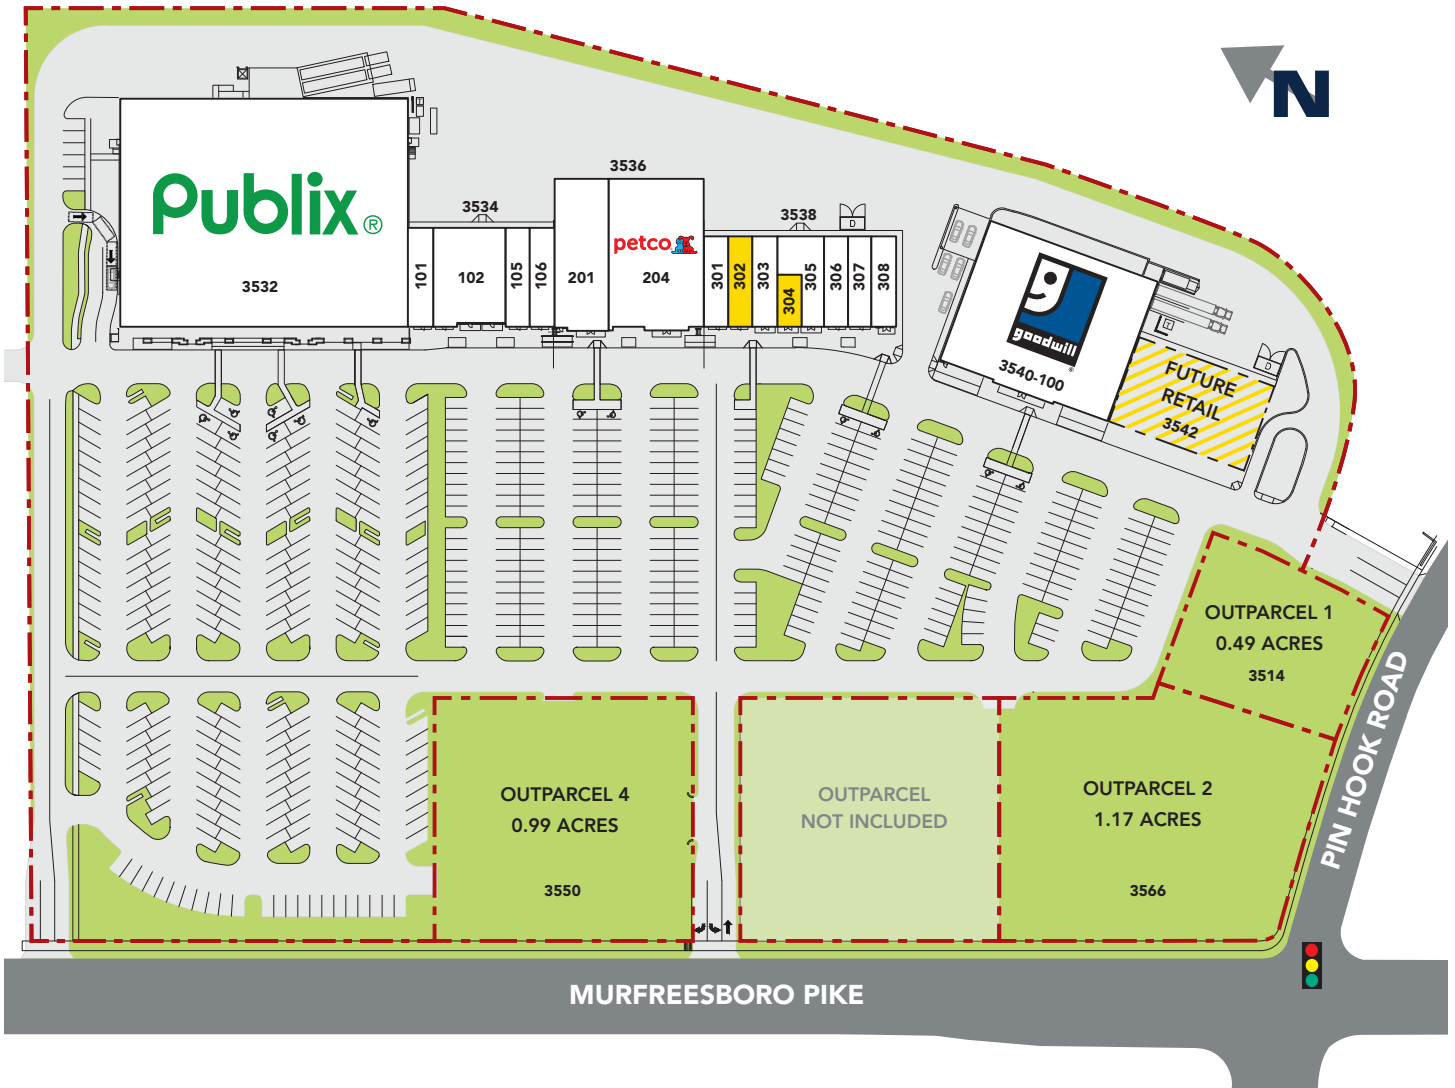 N
3536
Publix®
3534
3538
D
petco
101
102
105
106
201
204
301
302
303
304
305
306
307
308
3532
goodwill®
3540-100
T
D
FUTURE
RETAIL
3542
OUTPARCEL 1
0.49 ACRES
3514
OUTPARCEL 4
0.99 ACRES
3550
OUTPARCEL
NOT INCLUDED
OUTPARCEL 2
1.17 ACRES
3566
PIN HOOK ROAD
MURFREESBORO PIKE